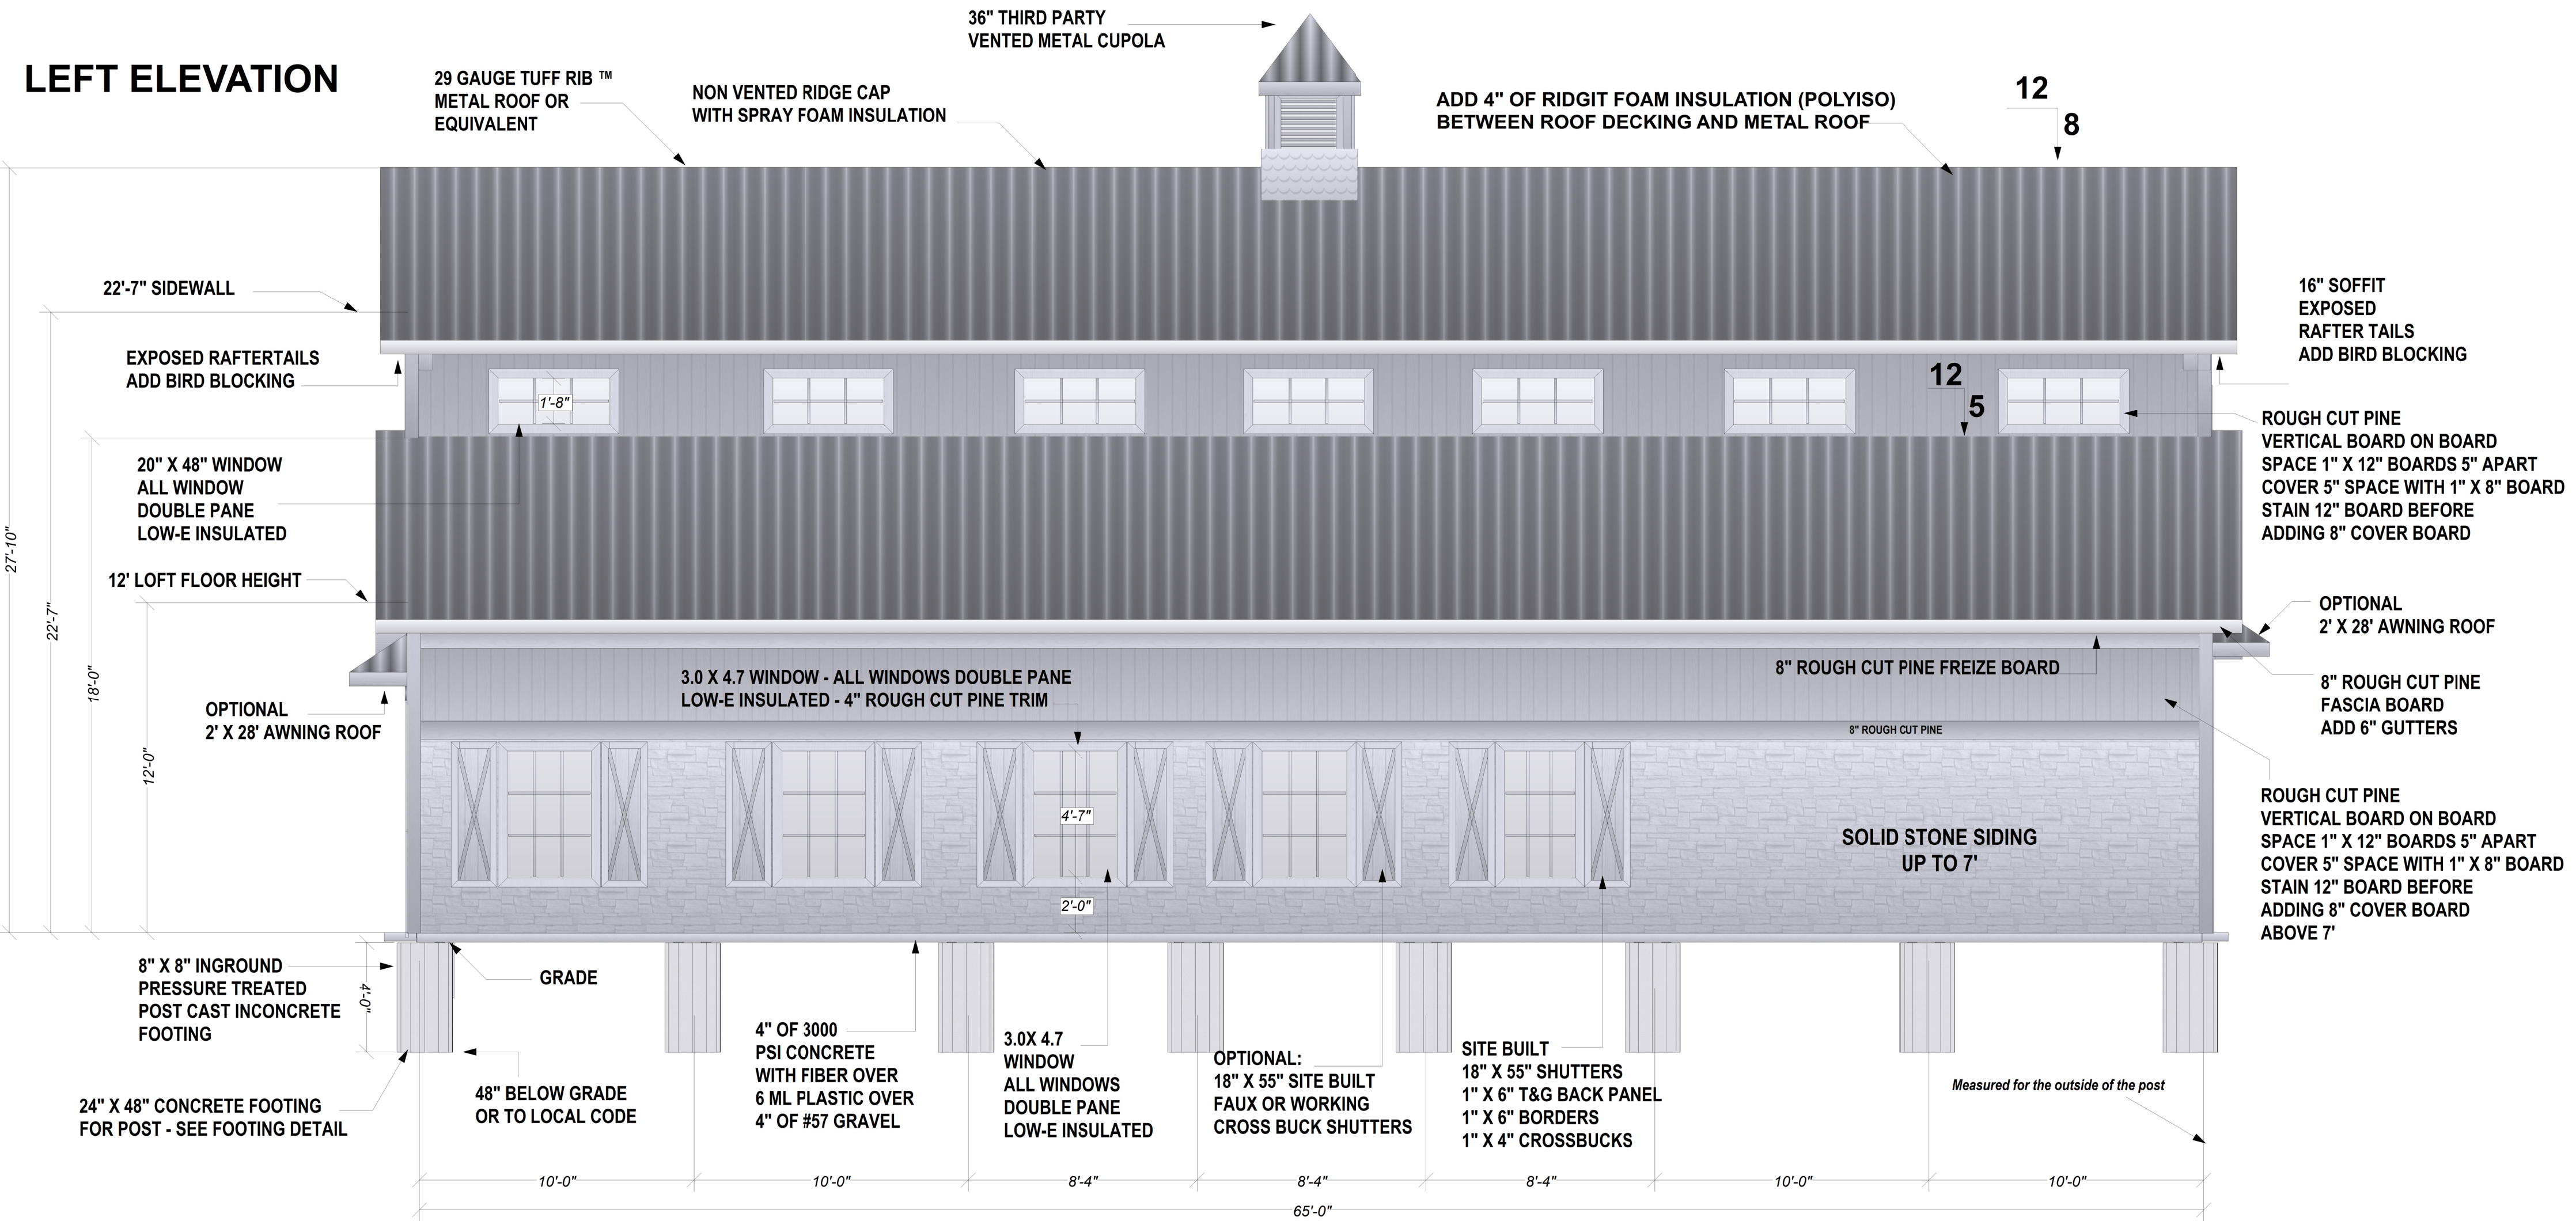 LEFT ELEVATION
36" THIRD PARTY
VENTED METAL CUPOLA
29 GAUGE TUFF RIB ™
METAL ROOF OR
EQUIVALENT
NON VENTED RIDGE CAP
WITH SPRAY FOAM INSULATION
ADD 4" OF RIDGIT FOAM INSULATION (POLYISO)
BETWEEN ROOF DECKING AND METAL ROOF
12
8
22'-7" SIDEWALL
EXPOSED RAFTERTAILS
ADD BIRD BLOCKING
16" SOFFIT
EXPOSED
RAFTER TAILS
ADD BIRD BLOCKING
1'-8"
12
5
20" X 48" WINDOW
ALL WINDOW
DOUBLE PANE
LOW-E INSULATED
ROUGH CUT PINE
VERTICAL BOARD ON BOARD
SPACE 1" X 12" BOARDS 5" APART
COVER 5" SPACE WITH 1" X 8" BOARD
STAIN 12" BOARD BEFORE
ADDING 8" COVER BOARD
27'-10"
22'-7"
18'-0"
12'-0"
12' LOFT FLOOR HEIGHT
OPTIONAL
2' X 28' AWNING ROOF
OPTIONAL
2' X 28' AWNING ROOF
3.0 X 4.7 WINDOW - ALL WINDOWS DOUBLE PANE
LOW-E INSULATED - 4" ROUGH CUT PINE TRIM
8" ROUGH CUT PINE FREIZE BOARD
8" ROUGH CUT PINE
FASCIA BOARD
ADD 6" GUTTERS
8" ROUGH CUT PINE
4'-7"
2'-0"
SOLID STONE SIDING
UP TO 7'
ROUGH CUT PINE
VERTICAL BOARD ON BOARD
SPACE 1" X 12" BOARDS 5" APART
COVER 5" SPACE WITH 1" X 8" BOARD
STAIN 12" BOARD BEFORE
ADDING 8" COVER BOARD
ABOVE 7'
8" X 8" INGROUND
PRESSURE TREATED
POST CAST INCONCRETE
FOOTING
4'-0"
GRADE
24" X 48" CONCRETE FOOTING
FOR POST - SEE FOOTING DETAIL
48" BELOW GRADE
OR TO LOCAL CODE
4" OF 3000
PSI CONCRETE
WITH FIBER OVER
6 ML PLASTIC OVER
4" OF #57 GRAVEL
3.0X 4.7
WINDOW
ALL WINDOWS
DOUBLE PANE
LOW-E INSULATED
OPTIONAL:
18" X 55" SITE BUILT
FAUX OR WORKING
CROSS BUCK SHUTTERS
SITE BUILT
18" X 55" SHUTTERS
1" X 6" T&G BACK PANEL
1" X 6" BORDERS
1" X 4" CROSSBUCKS
Measured for the outside of the post
10'-0"
10'-0"
8'-4"
8'-4"
8'-4"
10'-0"
10'-0"
65'-0"